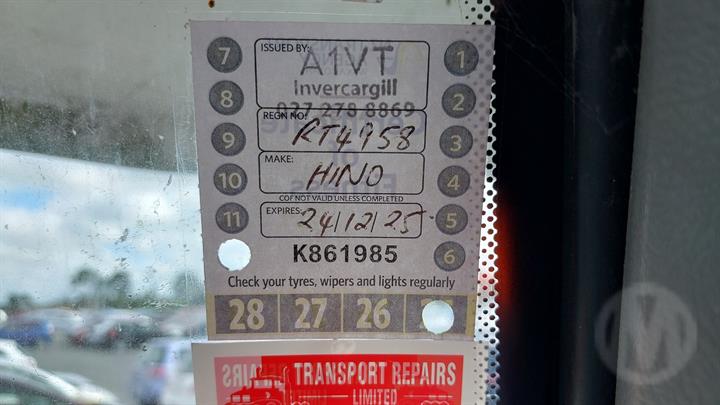 7
ISSUED BY:
A1VT
1
8
Invercargill
2
027 278 8869
9
REGN NO:
RT4958
3
10
MAKE:
HINO
4
COF NOT VALID UNLESS COMPLETED
11
EXPIRES:
24/12/25
5
K861985
6
Check your tyres, wipers and lights regularly
28 27 26
TRANSPORT REPAIRS
LIMITED
M